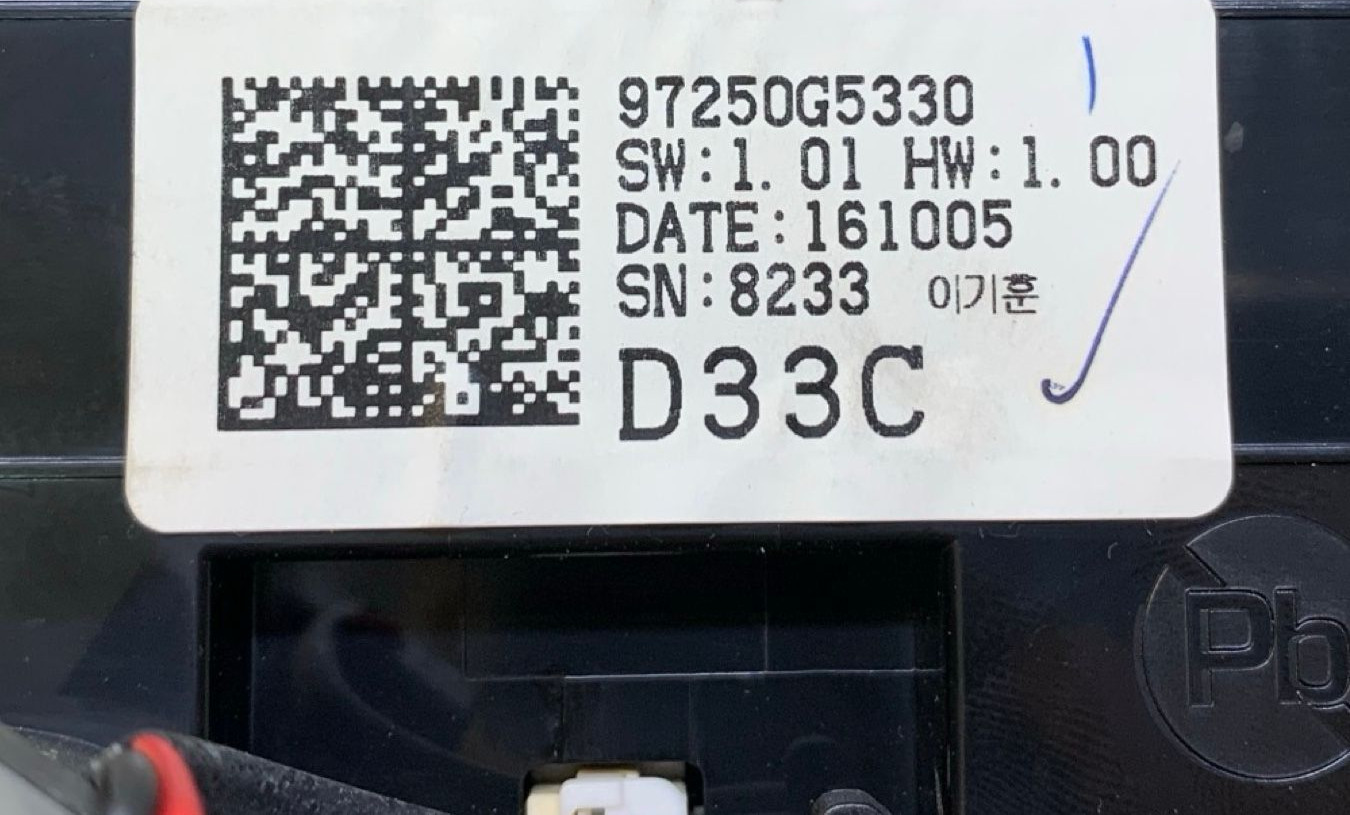 97250G5330
SW:1.01 HW:1.00
DATE:161005
SN:8233 이기훈
D33C
Pb